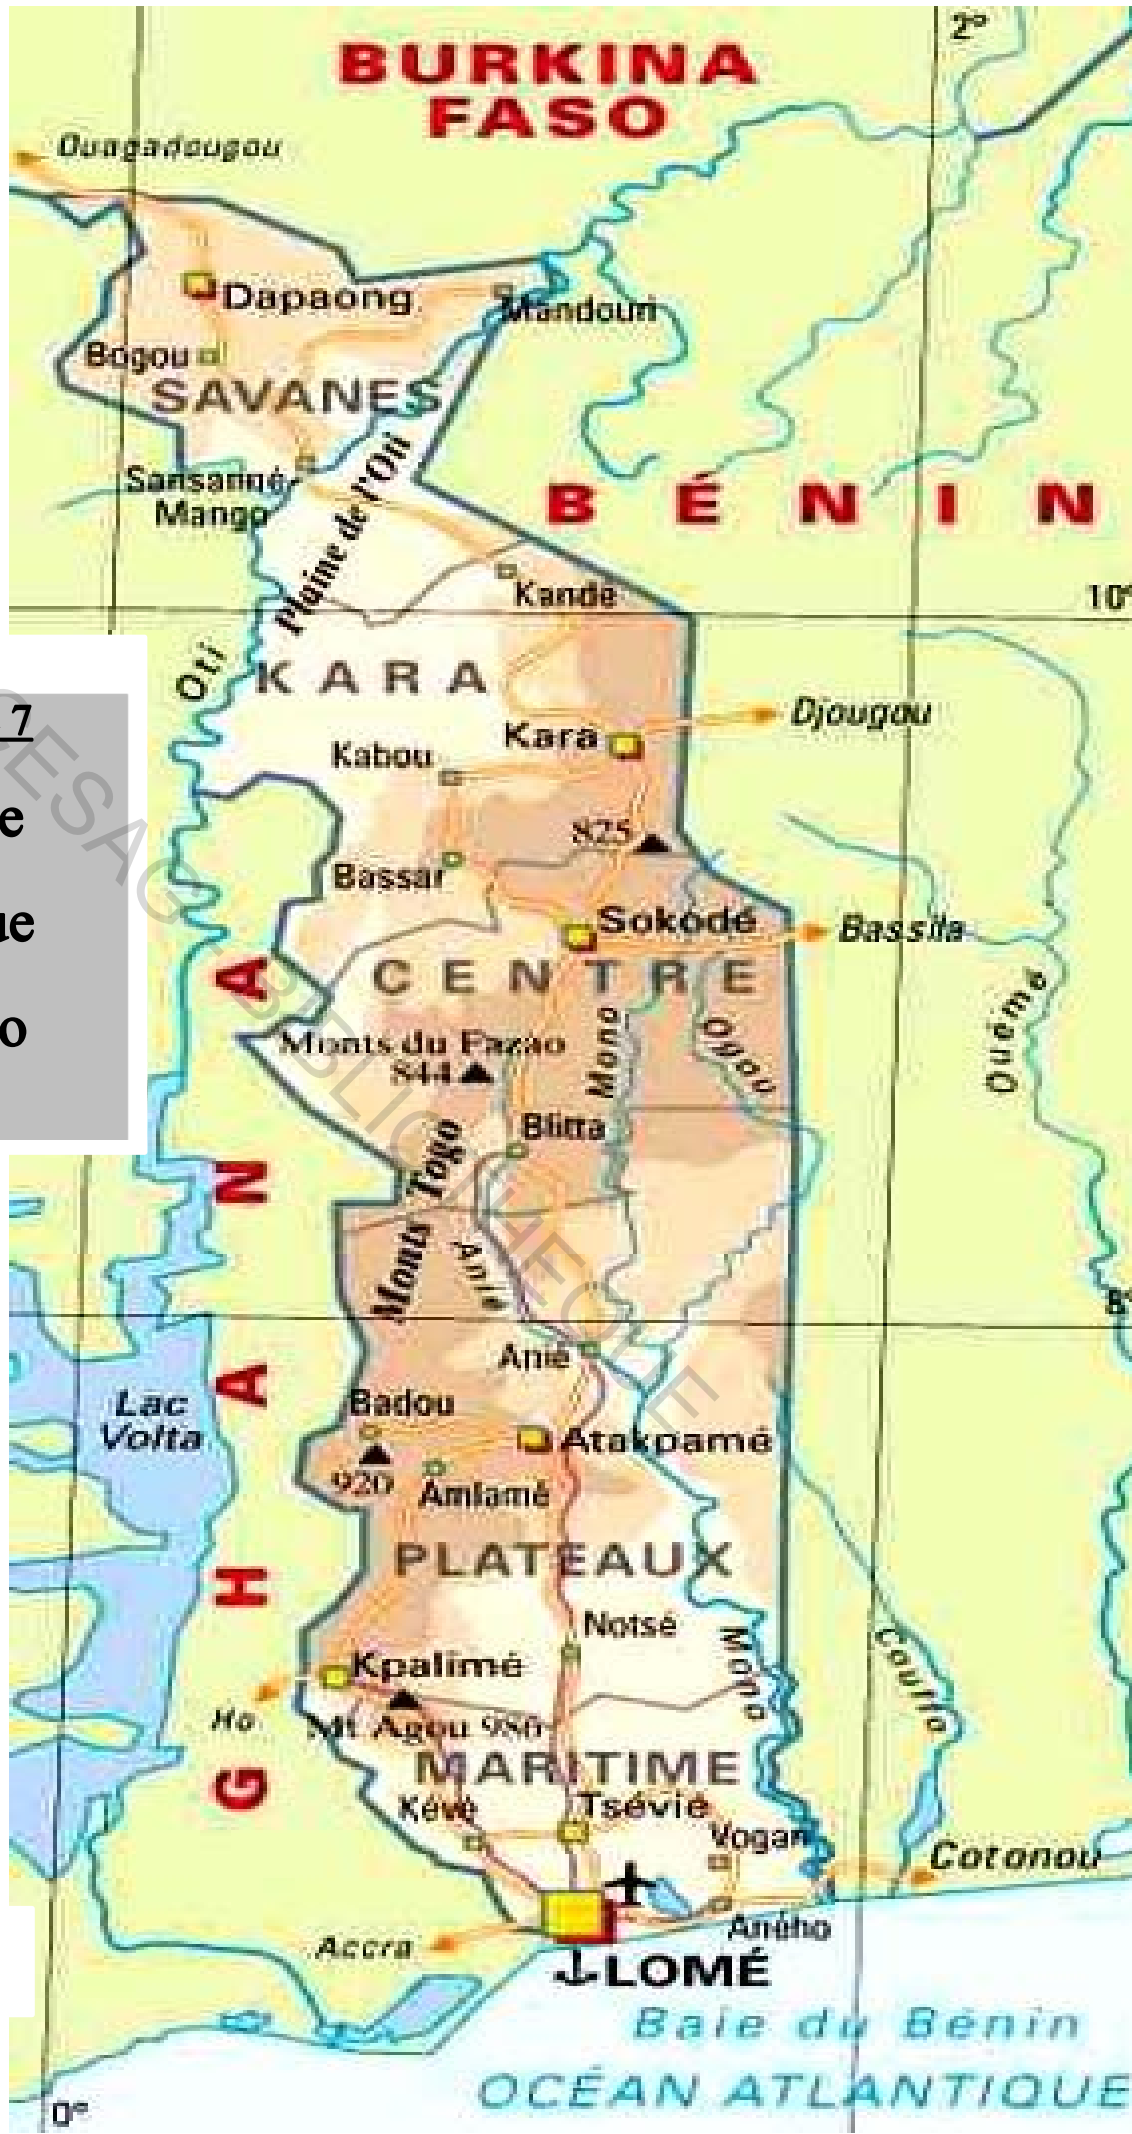 2°
BURKINA
FASO
Ouagadougou
Dapaong
Mandouri
Bogou
SAVANES
Sansanné-
Mango
Plaine de l'Oti
BÉNIN
Kandé
10°
Oti
KARA
7
Djougou
Kara
Kabou
e
825
Bassar
ue
Sokodé
Bassila
CENTRE
o
Monts du Fazao
844
Mono
Ogou
Ouémé
Blitta
Monts Togo
Anié
8°
Anié
Lac
Volta
Badou
Atakpamé
920
Amlamé
PLATEAUX
GHANA
Notsé
Kpalimé
Mono
Couffo
Ho
Mt Agou 986
MARITIME
Kévé
Tsévié
Vogan
Cotonou
Aného
Accra
LOMÉ
Baie du Bénin
OCÉAN ATLANTIQUE
0°
CESAG - BIBLIOTHEQUE